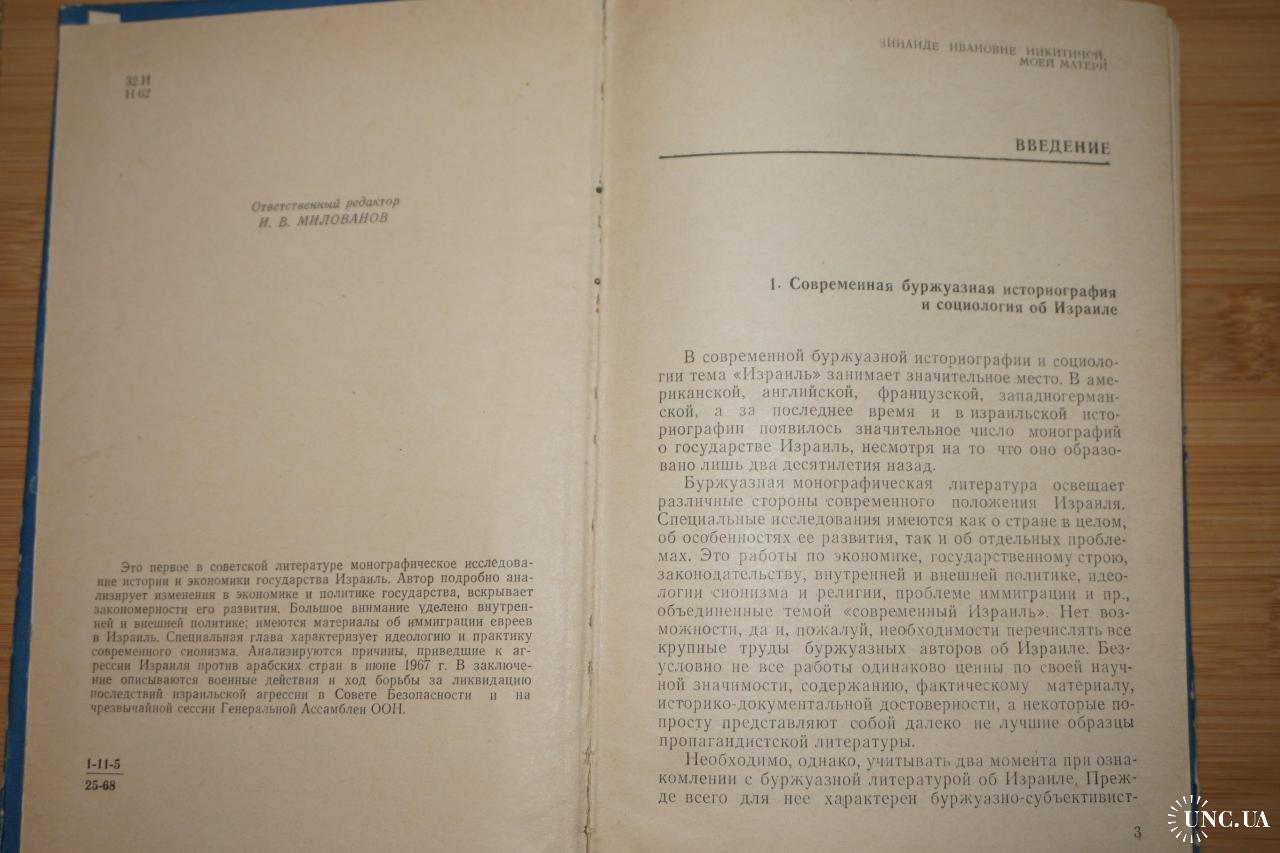 32 И
Н 62
Ответственный редактор
И. В. МИЛОВАНОВ
Это первое в советской литературе монографическое исследова-
ние истории и экономики государства Израиль. Автор подробно ана-
лизирует изменения в экономике и политике государства, вскрывает
закономерности его развития. Большое внимание уделено внутрен-
ней и внешней политике; имеются материалы об иммиграции евреев
в Израиль. Специальная глава характеризует идеологию и практику
современного сионизма. Анализируются причины, приведшие к аг-
рессии Израиля против арабских стран в июне 1967 г. В заключе-
ние описываются военные действия и ход борьбы за ликвидацию
последствий израильской агрессии в Совете Безопасности и на
чрезвычайной сессии Генеральной Ассамблеи ООН.
1-11-5
25-68
ЗИНАИДЕ ИВАНОВНЕ НИКИТИНОЙ,
МОЕЙ МАТЕРИ
ВВЕДЕНИЕ
1. Современная буржуазная историография
и социология об Израиле
В современной буржуазной историографии и социоло-
гии тема «Израиль» занимает значительное место. В аме-
риканской, английской, французской, западногерман-
ской, а за последнее время и в израильской исто-
риографии появилось значительное число монографий
о государстве Израиль, несмотря на то что оно образо-
вано лишь два десятилетия назад.
Буржуазная монографическая литература освещает
различные стороны современного положения Израиля.
Специальные исследования имеются как о стране в целом,
об особенностях ее развития, так и об отдельных пробле-
мах. Это работы по экономике, государственному строю,
законодательству, внутренней и внешней политике, идео-
логии сионизма и религии, проблеме иммиграции и пр.,
объединенные темой «современный Израиль». Нет воз-
можности, да и, пожалуй, необходимости перечислять все
крупные труды буржуазных авторов об Израиле. Без-
условно не все работы одинаково ценны по своей науч-
ной значимости, содержанию, фактическому материалу,
историко-документальной достоверности, а некоторые по-
просту представляют собой далеко не лучшие образцы
пропагандистской литературы.
Необходимо, однако, учитывать два момента при озна-
комлении с буржуазной литературой об Израиле. Преж-
де всего для нее характерен буржуазно-субъективист-
3
UNC.UA